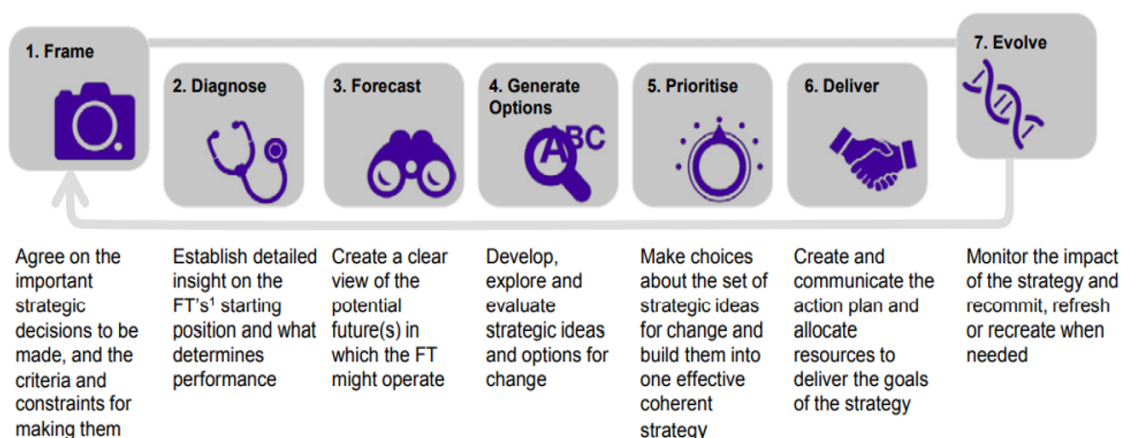 1. Frame
2. Diagnose
3. Forecast
4. Generate
Options
ABC
5. Prioritise
6. Deliver
7. Evolve
Agree on the
important
strategic
decisions to be
made, and the
criteria and
constraints for
making them
Establish detailed
insight on the
FT's¹ starting
position and what
determines
performance
Create a clear
view of the
potential
future(s) in
which the FT
might operate
Develop,
explore and
evaluate
strategic ideas
and options for
change
Make choices
about the set of
strategic ideas
for change and
build them into
one effective
coherent
strategy
Create and
communicate the
action plan and
allocate
resources to
deliver the goals
of the strategy
Monitor the impact
of the strategy and
recommit, refresh
or recreate when
needed